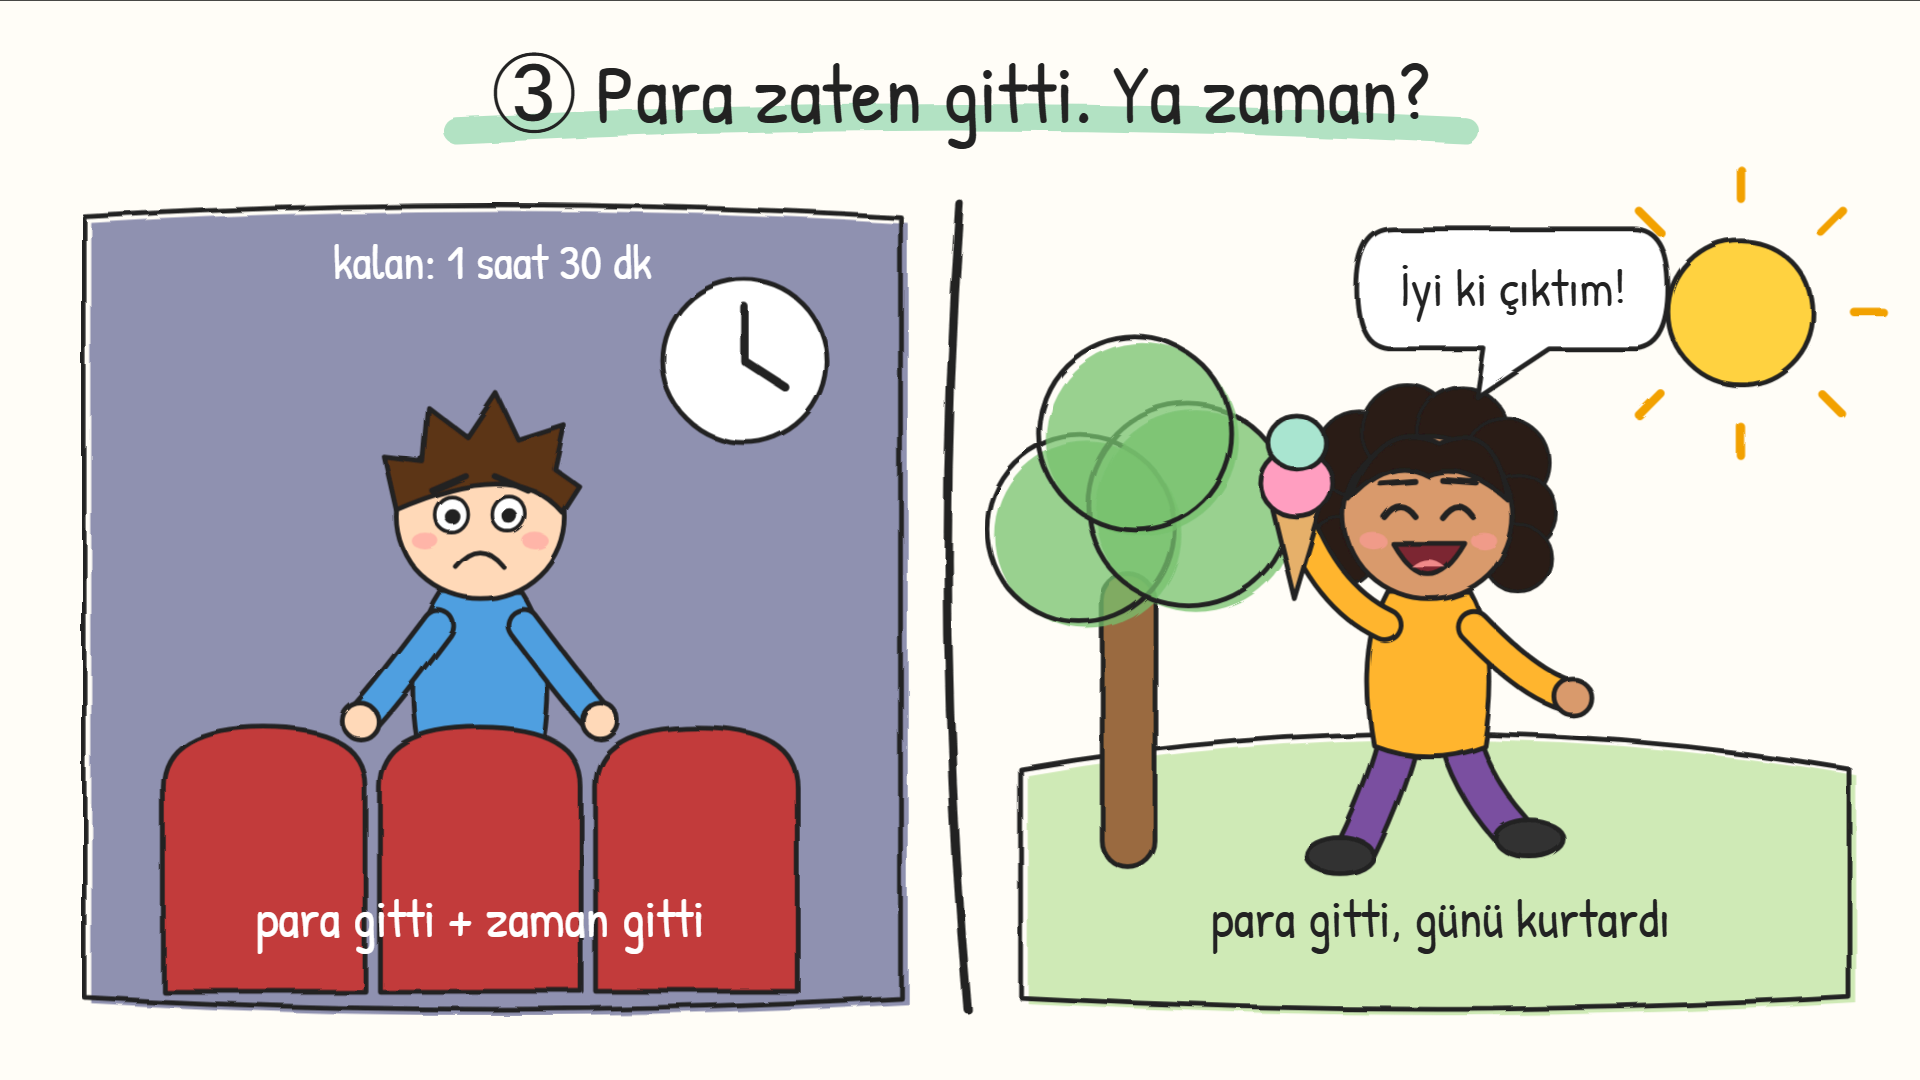 ③ Para zaten gitti. Ya zaman?
kalan: 1 saat 30 dk
para gitti + zaman gitti
İyi ki çıktım!
para gitti, günü kurtardı